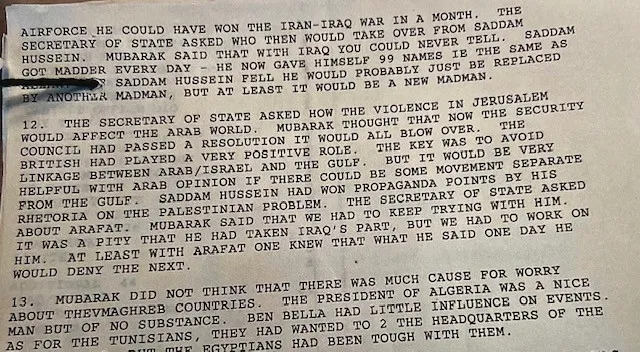 AIRFORCE HE COULD HAVE WON THE IRAN-IRAQ WAR IN A MONTH. THE
SECRETARY OF STATE ASKED WHO THEN WOULD TAKE OVER FROM SADDAM
HUSSEIN. MUBARAK SAID THAT WITH IRAQ YOU COULD NEVER TELL. SADDAM
GOT MADDER EVERY DAY - HE NOW GAVE HIMSELF 99 NAMES IE THE SAME AS
SADDAM HUSSEIN FELL HE WOULD PROBABLY JUST BE REPLACED
BY ANOTHER MADMAN, BUT AT LEAST IT WOULD BE A NEW MADMAN.
12. THE SECRETARY OF STATE ASKED HOW THE VIOLENCE IN JERUSALEM
WOULD AFFECT THE ARAB WORLD. MUBARAK THOUGHT THAT NOW THE SECURITY
COUNCIL HAD PASSED A RESOLUTION IT WOULD ALL BLOW OVER. THE
BRITISH HAD PLAYED A VERY POSITIVE ROLE. THE KEY WAS TO AVOID
LINKAGE BETWEEN ARAB/ISRAEL AND THE GULF. BUT IT WOULD BE VERY
HELPFUL WITH ARAB OPINION IF THERE COULD BE SOME MOVEMENT SEPARATE
FROM THE GULF. SADDAM HUSSEIN HAD WON PROPAGANDA POINTS BY HIS
RHETORIA ON THE PALESTINIAN PROBLEM. THE SECRETARY OF STATE ASKED
ABOUT ARAFAT. MUBARAK SAID THAT WE HAD TO KEEP TRYING WITH HIM.
IT WAS A PITY THAT HE HAD TAKEN IRAQ'S PART, BUT WE HAD TO WORK ON
HIM. AT LEAST WITH ARAFAT ONE KNEW THAT WHAT HE SAID ONE DAY HE
WOULD DENY THE NEXT.
13. MUBARAK DID NOT THINK THAT THERE WAS MUCH CAUSE FOR WORRY
ABOUT THEVMAGHREB COUNTRIES. THE PRESIDENT OF ALGERIA WAS A NICE
MAN BUT OF NO SUBSTANCE. BEN BELLA HAD LITTLE INFLUENCE ON EVENTS.
AS FOR THE TUNISIANS, THEY HAD WANTED TO 2 THE HEADQUARTERS OF THE
BUT THE EGYPTIANS HAD BEEN TOUGH WITH THEM.